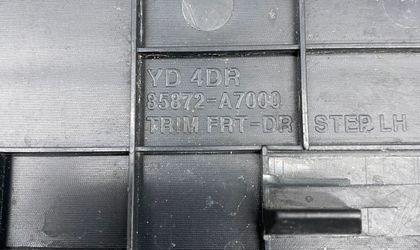 YD 4DR
85872-A7000
TRIM FRT-DR STEP LH